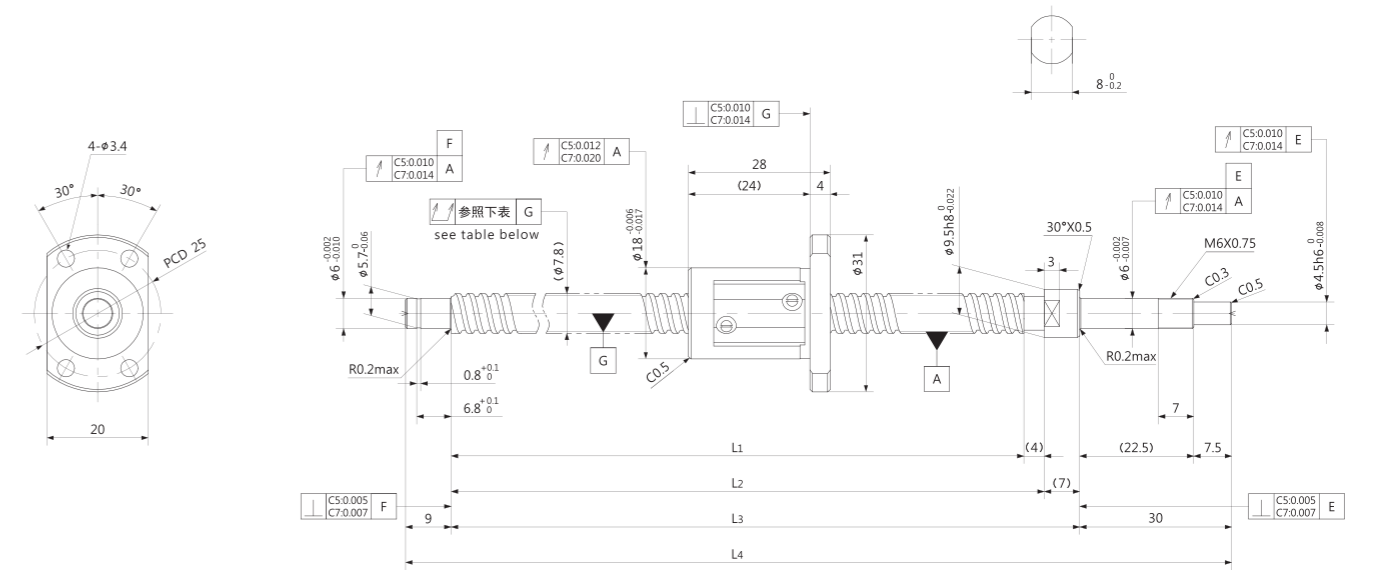 8 0 -0.2
⊥ C5:0.010 C7:0.014 G
↗ C5:0.010 C7:0.014 E
4-ϕ3.4
F
↗ C5:0.010 C7:0.014 A
↗ C5:0.012 C7:0.020 A
28
(24)
4
E
↗ C5:0.010 C7:0.014 A
30°
30°
参照下表 G
see table below
PCD 25
ϕ6 -0.002 -0.010
ϕ5.7 0 -0.06
(ϕ7.8)
ϕ18 -0.006 -0.017
ϕ31
ϕ9.5h8 0 -0.022
30°X0.5
3
ϕ6 -0.002 -0.007
M6X0.75
C0.3
C0.5
ϕ4.5h6 0 -0.008
R0.2max
G
C0.5
A
R0.2max
0.8 +0.1 0
6.8 +0.1 0
7
20
L1
(4)
(22.5)
7.5
L2
(7)
⊥ C5:0.005 C7:0.007 F
⊥ C5:0.005 C7:0.007 E
9
L3
30
L4